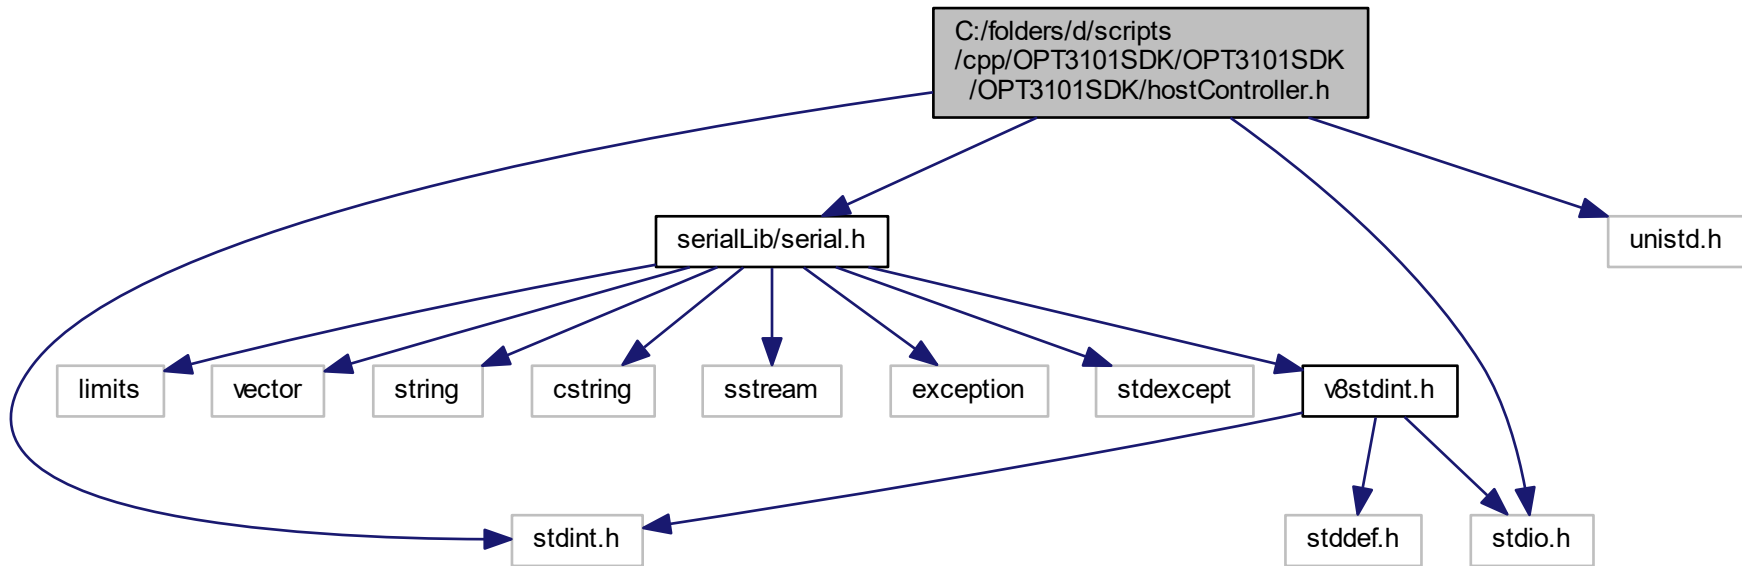 C:/folders/d/scripts
/cpp/OPT3101SDK/OPT3101SDK
/OPT3101SDK/hostController.h
serialLib/serial.h
unistd.h
limits
vector
string
cstring
sstream
exception
stdexcept
v8stdint.h
stdint.h
stddef.h
stdio.h